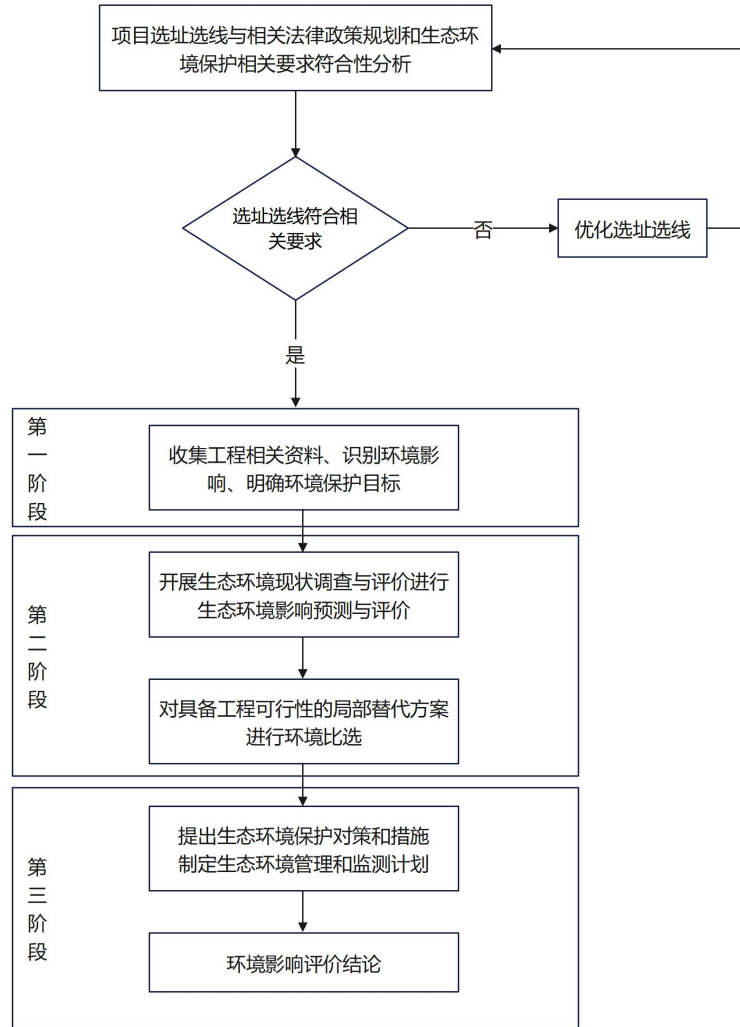 项目选址选线与相关法律政策规划和生态环
境保护相关要求符合性分析
选址选线符合相
关要求
否
优化选址选线
是
第
一
阶
段
收集工程相关资料、识别环境影
响、明确环境保护目标
第
二
阶
段
开展生态环境现状调查与评价进行
生态环境影响预测与评价
对具备工程可行性的局部替代方案
进行环境比选
第
三
阶
段
提出生态环境保护对策和措施
制定生态环境管理和监测计划
环境影响评价结论